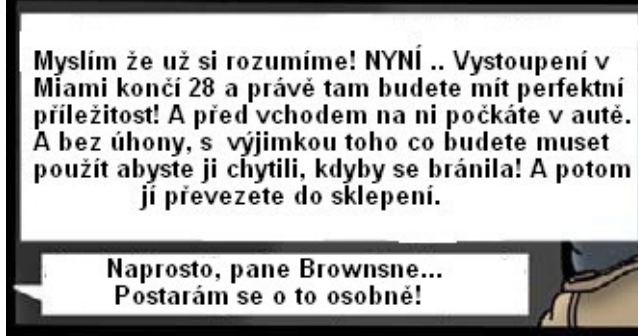 Myslím že už si rozumíme! NYNÍ .. Vystoupení v
Miami končí 28 a právě tam budete mít perfektní
příležitost! A před vchodem na ni počkáte v autě.
A bez úhony, s výjimkou toho co budete muset
použít abyste ji chytili, kdyby se bránila! A potom
jí převezete do sklepení.
Naprosto, pane Brownsne...
Postarám se o to osobně!